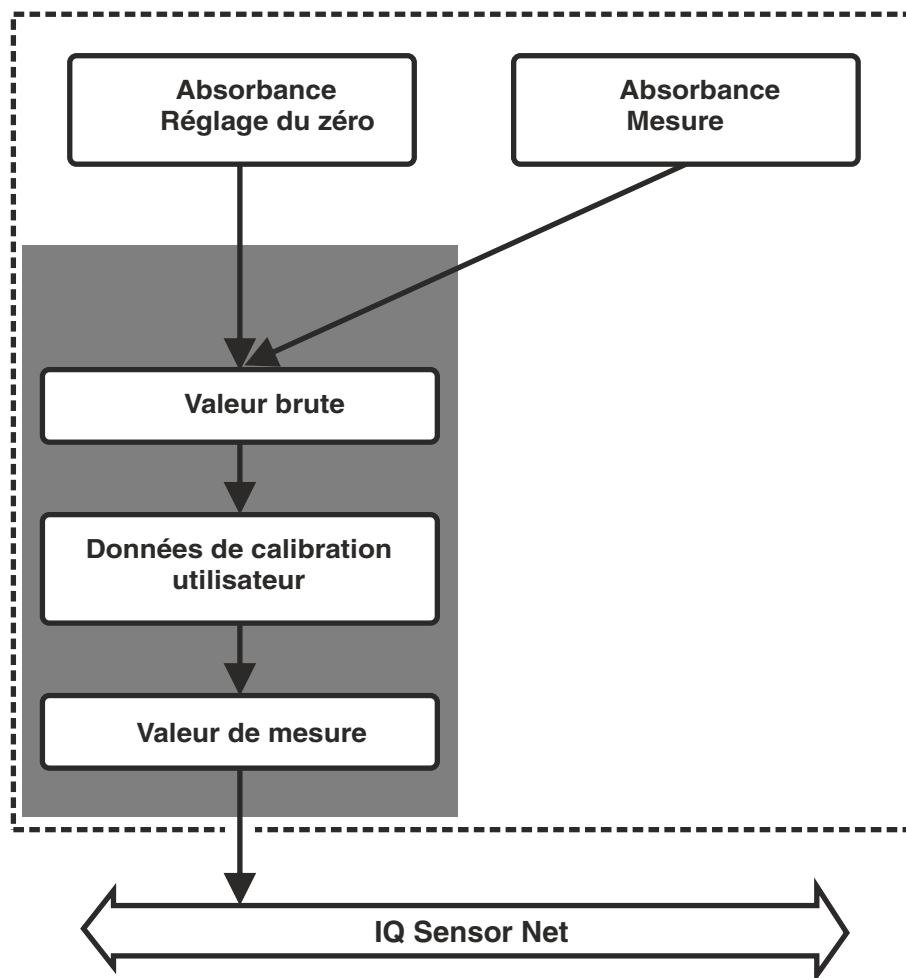 Absorbance
Réglage du zéro
Absorbance
Mesure
Valeur brute
Données de calibration
utilisateur
Valeur de mesure
IQ Sensor Net